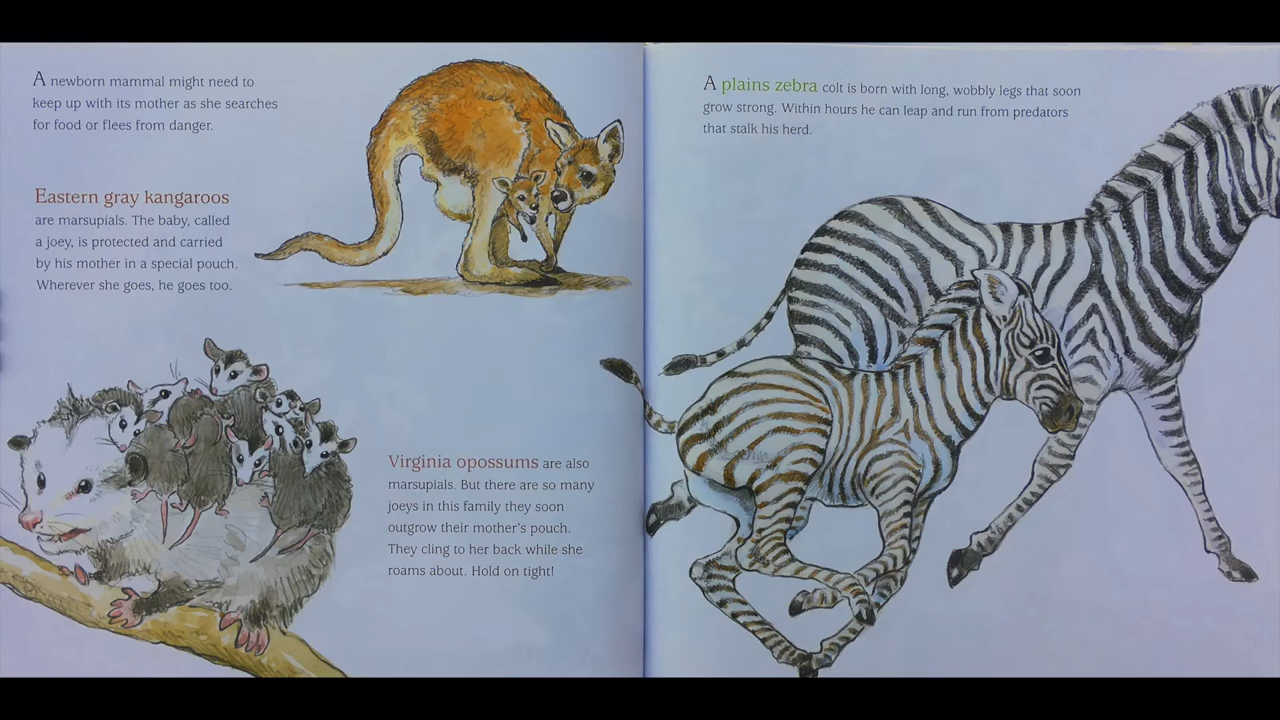 A newborn mammal might need to
keep up with its mother as she searches
for food or flees from danger.
Eastern gray kangaroos
are marsupials. The baby, called
a joey, is protected and carried
by his mother in a special pouch.
Wherever she goes, he goes too.
Virginia opossums are also
marsupials. But there are so many
joeys in this family they soon
outgrow their mother's pouch.
They cling to her back while she
roams about. Hold on tight!
A plains zebra colt is born with long, wobbly legs that soon
grow strong. Within hours he can leap and run from predators
that stalk his herd.